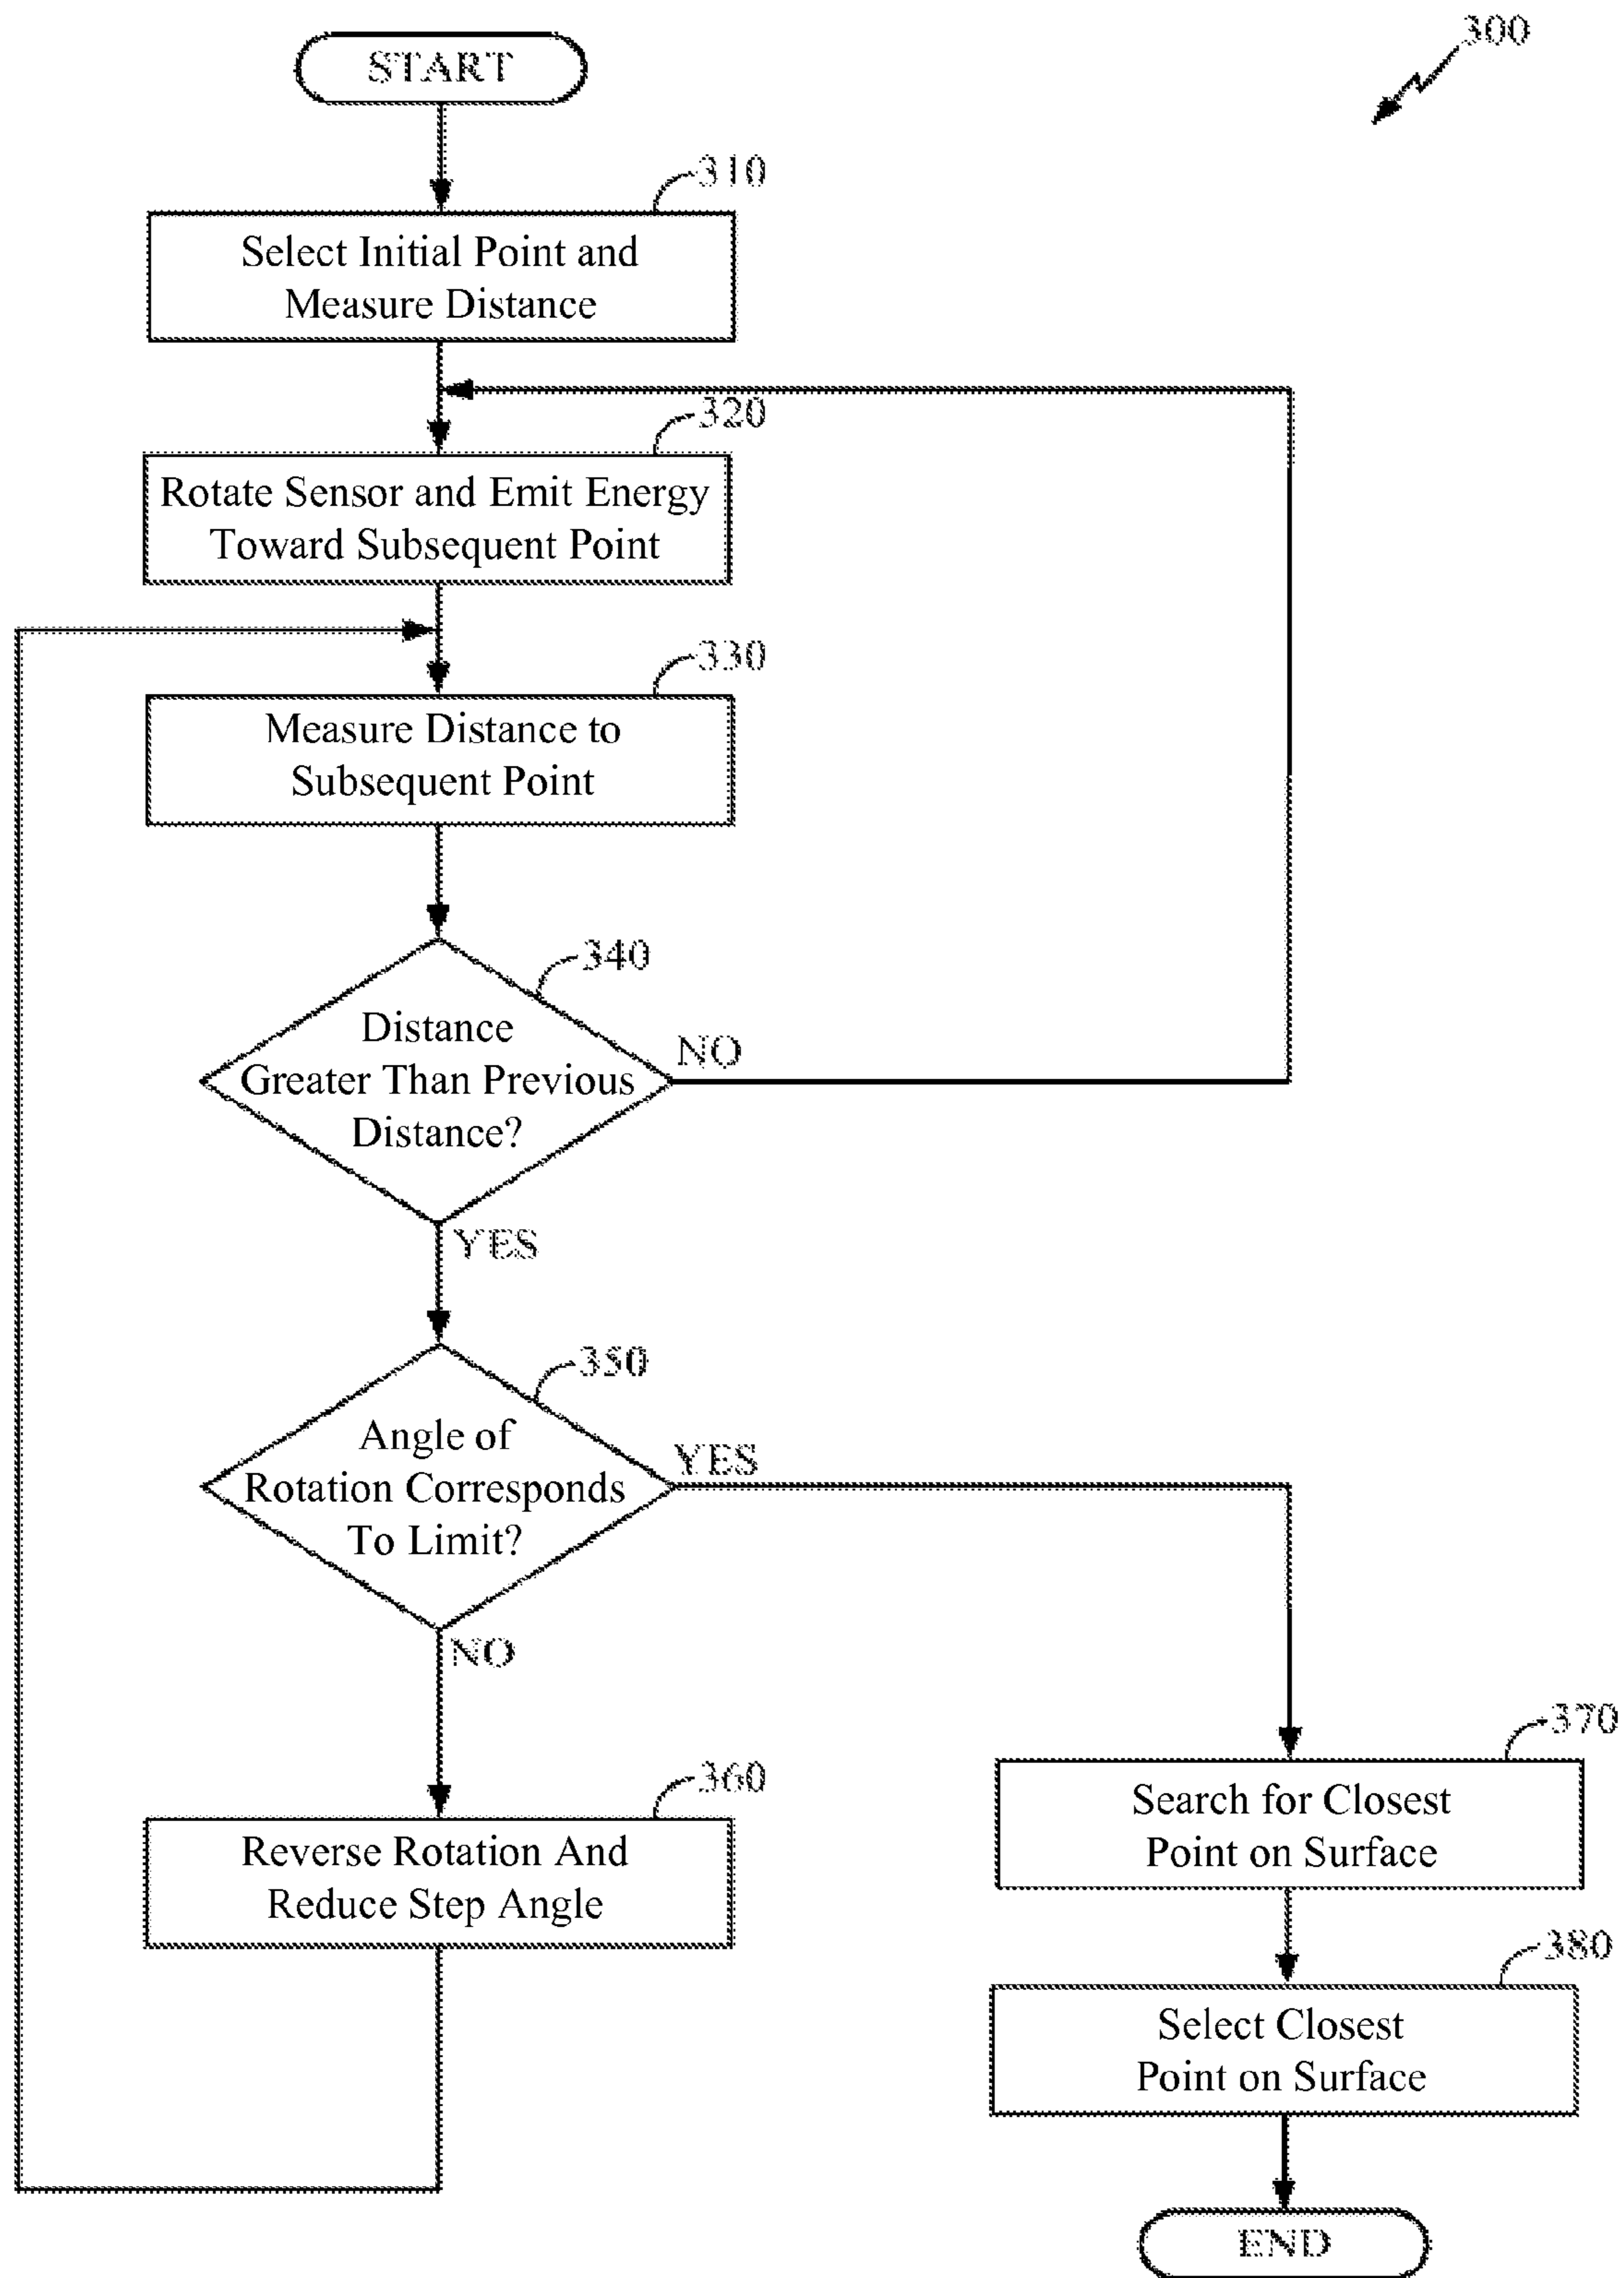 300
START
310
Select Initial Point and
Measure Distance
320
Rotate Sensor and Emit Energy
Toward Subsequent Point
330
Measure Distance to
Subsequent Point
340
Distance
Greater Than Previous
Distance?
NO
YES
350
Angle of
Rotation Corresponds
To Limit?
YES
NO
360
Reverse Rotation And
Reduce Step Angle
370
Search for Closest
Point on Surface
380
Select Closest
Point on Surface
END